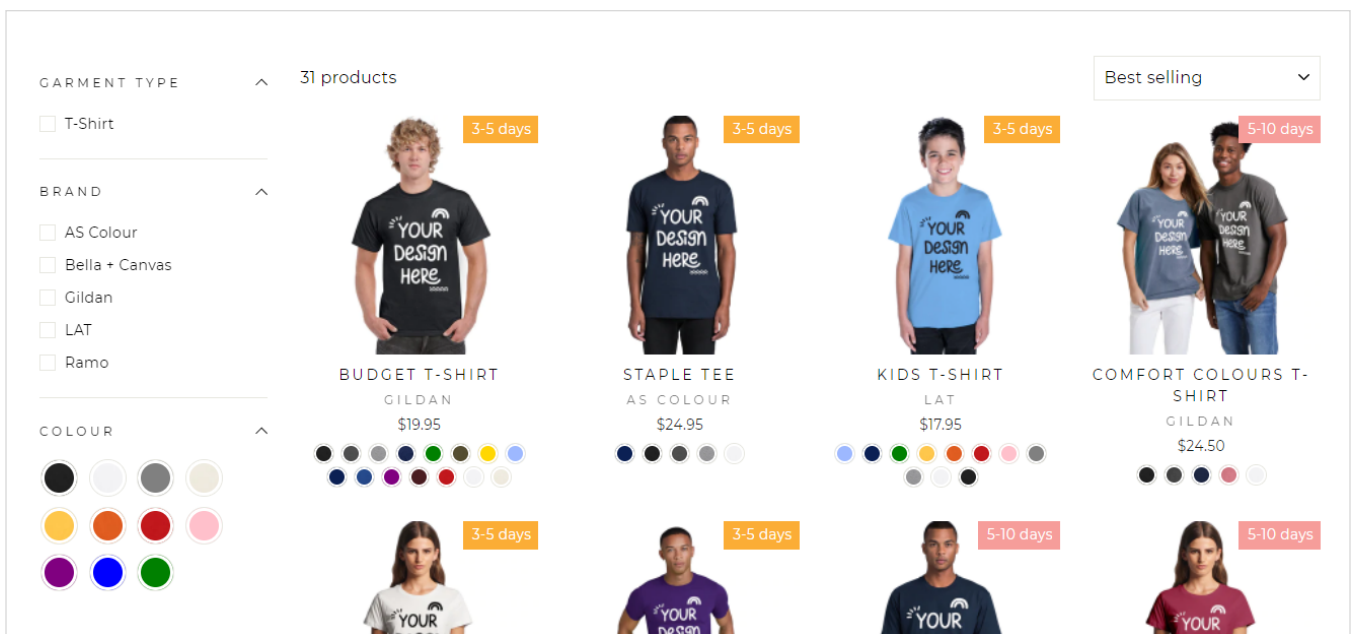 GARMENT TYPE
T-Shirt
BRAND
AS Colour
Bella + Canvas
Gildan
LAT
Ramo
COLOUR
31 products
Best selling
3-5 days
YOUR
DESIGN
HERE
BUDGET T-SHIRT
GILDAN
$19.95
3-5 days
YOUR
DESIGN
HERE
STAPLE TEE
AS COLOUR
$24.95
3-5 days
YOUR
DESIGN
HERE
KIDS T-SHIRT
LAT
$17.95
5-10 days
YOUR
DESIGN
HERE
YOUR
DESIGN
HERE
COMFORT COLOURS T-
SHIRT
GILDAN
$24.50
3-5 days
YOUR
3-5 days
YOUR
DESIGN
5-10 days
YOUR
5-10 days
YOUR